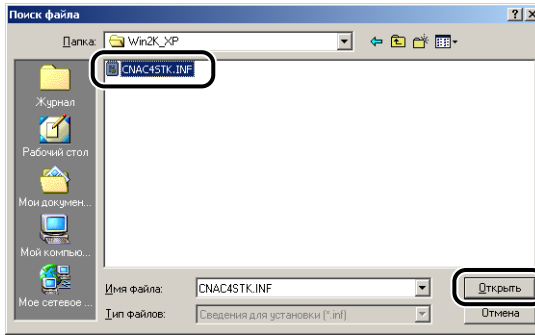 Поиск файла
Папка: Win2K_XP
CNAC4STK.INF
Журнал
Рабочий стол
Мои докумен...
Мой компью...
Мое сетевое ...
Имя файла: CNAC4STK.INF
Открыть
Тип файлов: Сведения для установки (*.inf)
Отмена